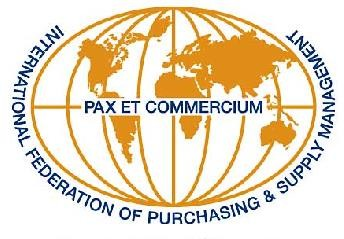 PAX ET COMMERCIUM
INTERNATIONAL FEDERATION OF PURCHASING & SUPPLY MANAGEMENT